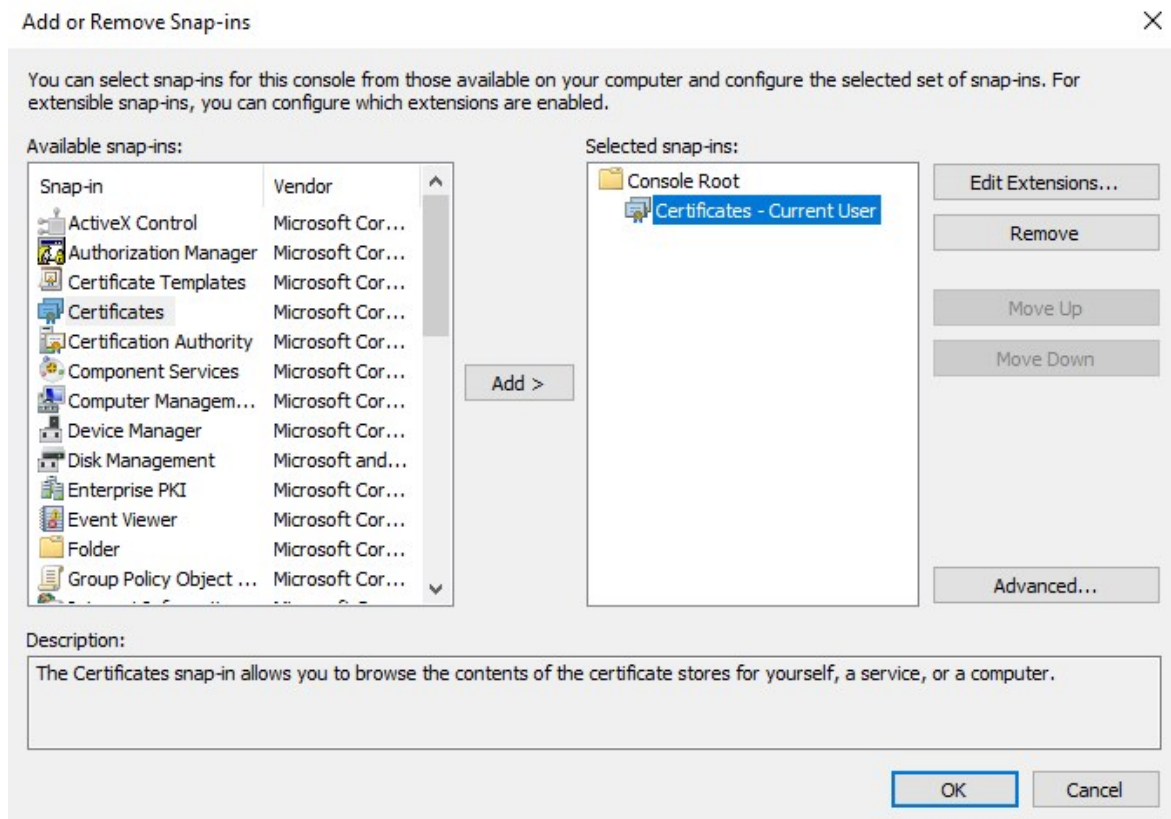 Add or Remove Snap-ins
You can select snap-ins for this console from those available on your computer and configure the selected set of snap-ins. For
extensible snap-ins, you can configure which extensions are enabled.
Available snap-ins:
Snap-in Vendor
ActiveX Control Microsoft Cor...
Authorization Manager Microsoft Cor...
Certificate Templates Microsoft Cor...
Certificates Microsoft Cor...
Certification Authority Microsoft Cor...
Component Services Microsoft Cor...
Computer Managem... Microsoft Cor...
Device Manager Microsoft Cor...
Disk Management Microsoft and...
Enterprise PKI Microsoft Cor...
Event Viewer Microsoft Cor...
Folder Microsoft Cor...
Group Policy Object ... Microsoft Cor...
Add >
Selected snap-ins:
Console Root
Certificates - Current User
Edit Extensions...
Remove
Move Up
Move Down
Advanced...
Description:
The Certificates snap-in allows you to browse the contents of the certificate stores for yourself, a service, or a computer.
OK
Cancel